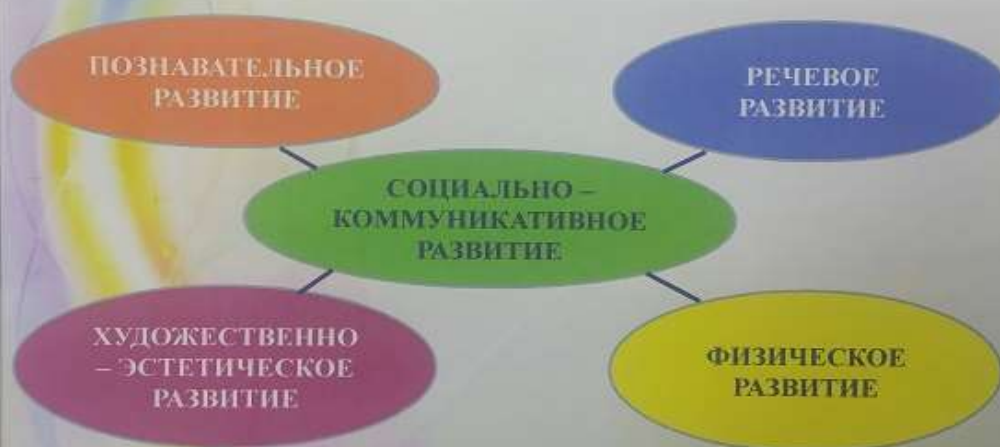 ПОЗНАВАТЕЛЬНОЕ
РАЗВИТИЕ
РЕЧЕВОЕ
РАЗВИТИЕ
СОЦИАЛЬНО –
КОММУНИКАТИВНОЕ
РАЗВИТИЕ
ХУДОЖЕСТВЕННО
– ЭСТЕТИЧЕСКОЕ
РАЗВИТИЕ
ФИЗИЧЕСКОЕ
РАЗВИТИЕ